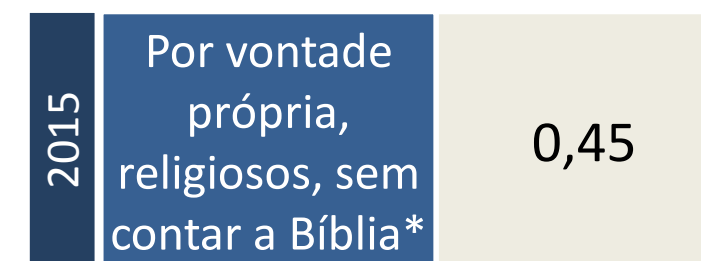 2015
Por vontade
própria,
religiosos, sem
contar a Bíblia*
0,45